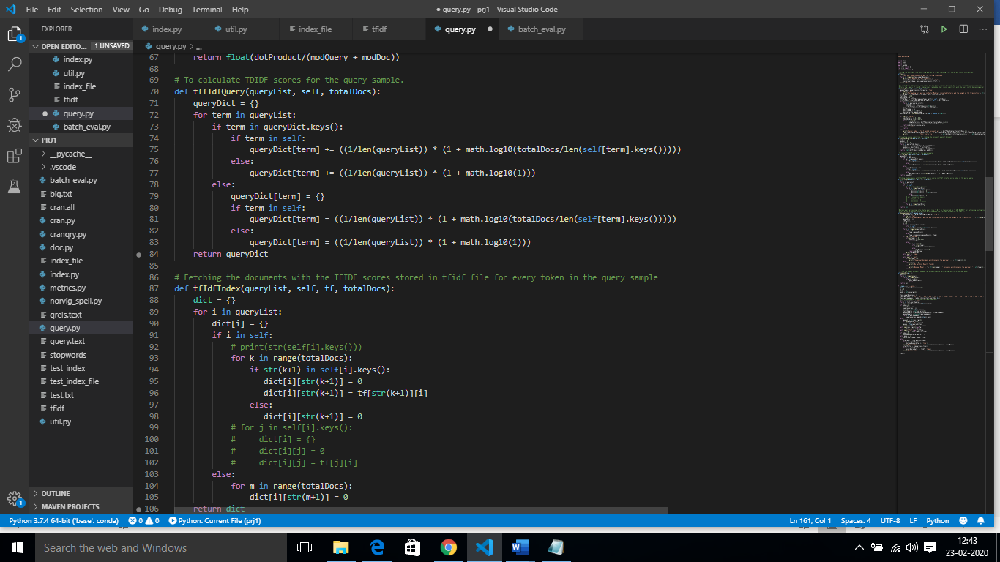 File Edit Selection View Go Debug Terminal Help
● query.py - prj1 - Visual Studio Code
EXPLORER
index.py util.py index_file tfidf query.py ● batch_eval.py
OPEN EDITO... 1 UNSAVED
index.py
util.py
index_file
tfidf
● query.py
batch_eval.py
PRJ1
__pycache__
.vscode
batch_eval.py
big.txt
cran.all
cran.py
cranqry.py
doc.py
index_file
index.py
metrics.py
norvig_spell.py
qrels.text
query.py
query.text
stopwords
test_index
test_index_file
test.txt
tfidf
util.py
OUTLINE
MAVEN PROJECTS
query.py > ...
67 return float(dotProduct/(modQuery + modDoc))
68
69 # To calculate TDIDF scores for the query sample.
70 def tffIdfQuery(queryList, self, totalDocs):
71 queryDict = {}
72 for term in queryList:
73 if term in queryDict.keys():
74 if term in self:
75 queryDict[term] += ((1/len(queryList)) * (1 + math.log10(totalDocs/len(self[term].keys()))))
76 else:
77 queryDict[term] += ((1/len(queryList)) * (1 + math.log10(1)))
78 else:
79 queryDict[term] = {}
80 if term in self:
81 queryDict[term] = ((1/len(queryList)) * (1 + math.log10(totalDocs/len(self[term].keys()))))
82 else:
83 queryDict[term] = ((1/len(queryList)) * (1 + math.log10(1)))
84 return queryDict
85
86 # Fetching the documents with the TFIDF scores stored in tfidf file for every token in the query sample
87 def tfIdfIndex(queryList, self, tf, totalDocs):
88 dict = {}
89 for i in queryList:
90 dict[i] = {}
91 if i in self:
92 # print(str(self[i].keys()))
93 for k in range(totalDocs):
94 if str(k+1) in self[i].keys():
95 dict[i][str(k+1)] = 0
96 dict[i][str(k+1)] = tf[str(k+1)][i]
97 else:
98 dict[i][str(k+1)] = 0
99 # for j in self[i].keys():
100 # dict[i] = {}
101 # dict[i][j] = 0
102 # dict[i][j] = tf[j][i]
103 else:
104 for m in range(totalDocs):
105 dict[i][str(m+1)] = 0
106 return dict
Python 3.7.4 64-bit ('base': conda) 0 0 Python: Current File (prj1)
Ln 161, Col 1 Spaces: 4 UTF-8 LF Python
Search the web and Windows
12:43
23-02-2020